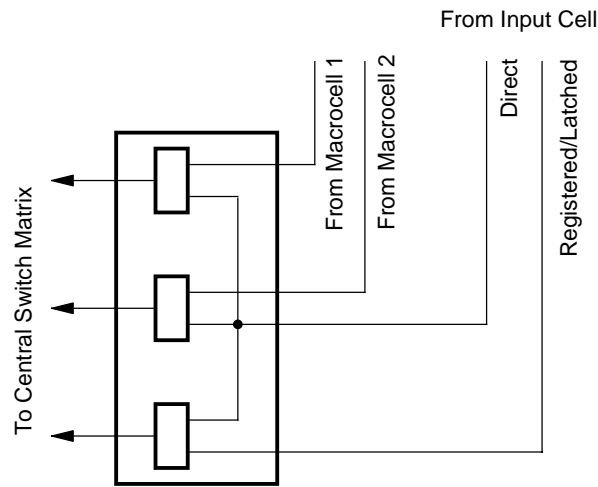 From Input Cell
From Macrocell 1
From Macrocell 2
Direct
Registered/Latched
To Central Switch Matrix